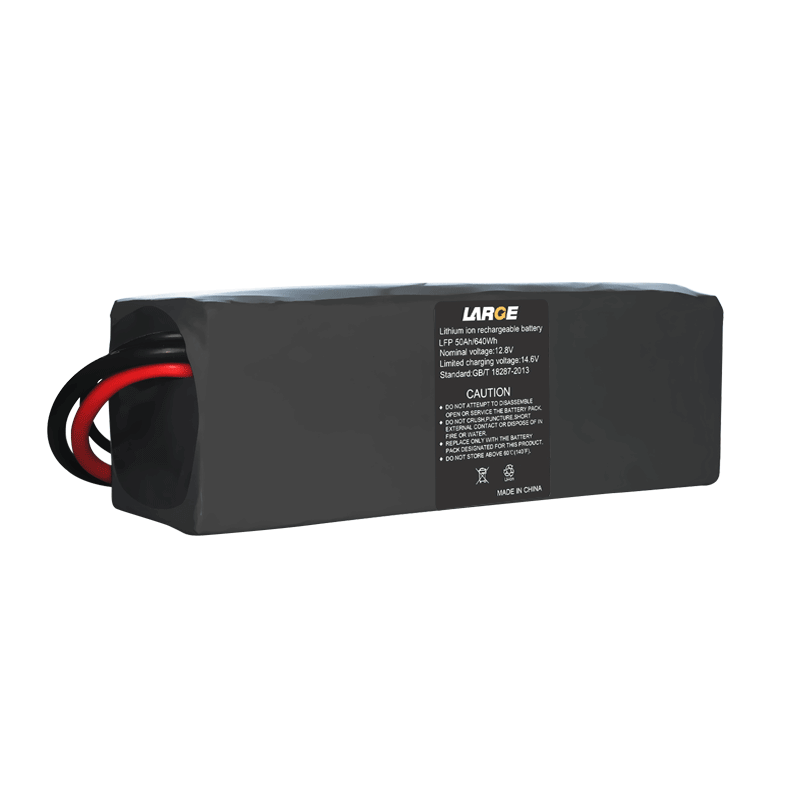 LARGE
Lithium ion rechargeable battery
LFP 50Ah/640Wh
Nominal voltage:12.8V
Limited charging voltage:14.6V
Standard:GB/T 18287-2013
CAUTION
● DO NOT ATTEMPT TO DISASSEMBLE
OPEN OR SERVICE THE BATTERY PACK.
● DO NOT CRUSH,PUNCTURE,SHORT
EXTERNAL CONTACT OR DISPOSE OF IN
FIRE OR WATER.
● REPLACE ONLY WITH THE BATTERY
PACK DESIGNATED FOR THIS PRODUCT.
● DO NOT STORE ABOVE 60℃(140℉).
Li-ion
MADE IN CHINA